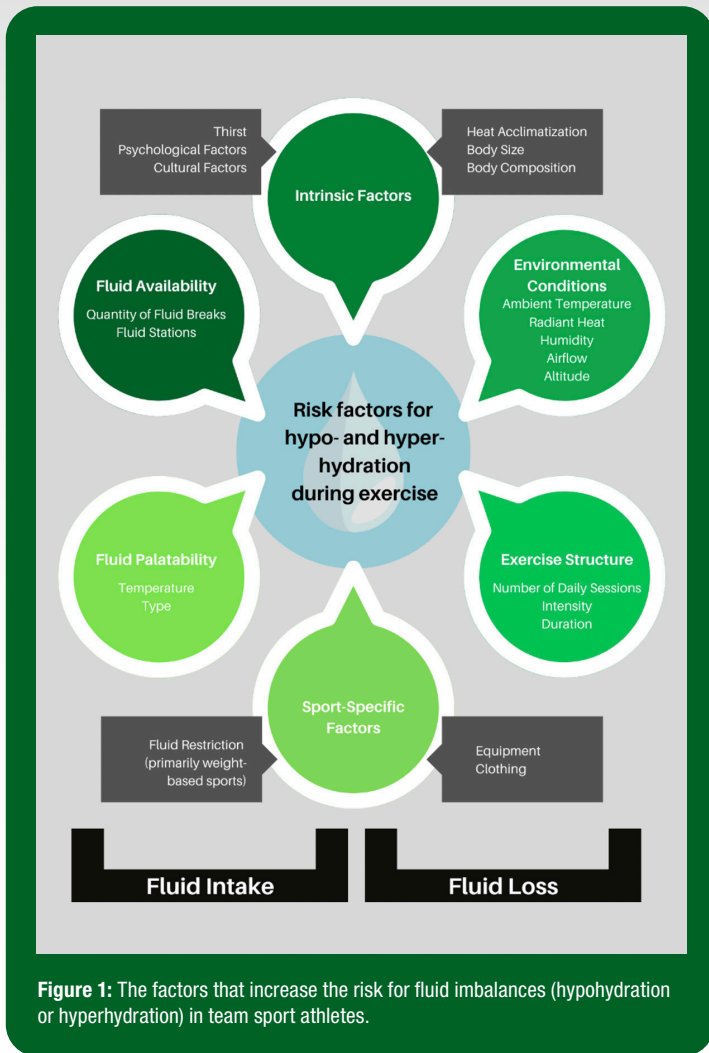 Thirst
Psychological Factors
Cultural Factors
Heat Acclimatization
Body Size
Body Composition
Intrinsic Factors
Fluid Availability
Quantity of Fluid Breaks
Fluid Stations
Environmental
Conditions
Ambient Temperature
Radiant Heat
Humidity
Airflow
Altitude
Risk factors for
hypo- and hyper-
hydration
during exercise
Fluid Palatability
Temperature
Type
Exercise Structure
Number of Daily Sessions
Intensity
Duration
Sport-Specific
Factors
Fluid Restriction
(primarily weight-
based sports)
Equipment
Clothing
Fluid Intake
Fluid Loss
Figure 1: The factors that increase the risk for fluid imbalances (hypohydration
or hyperhydration) in team sport athletes.